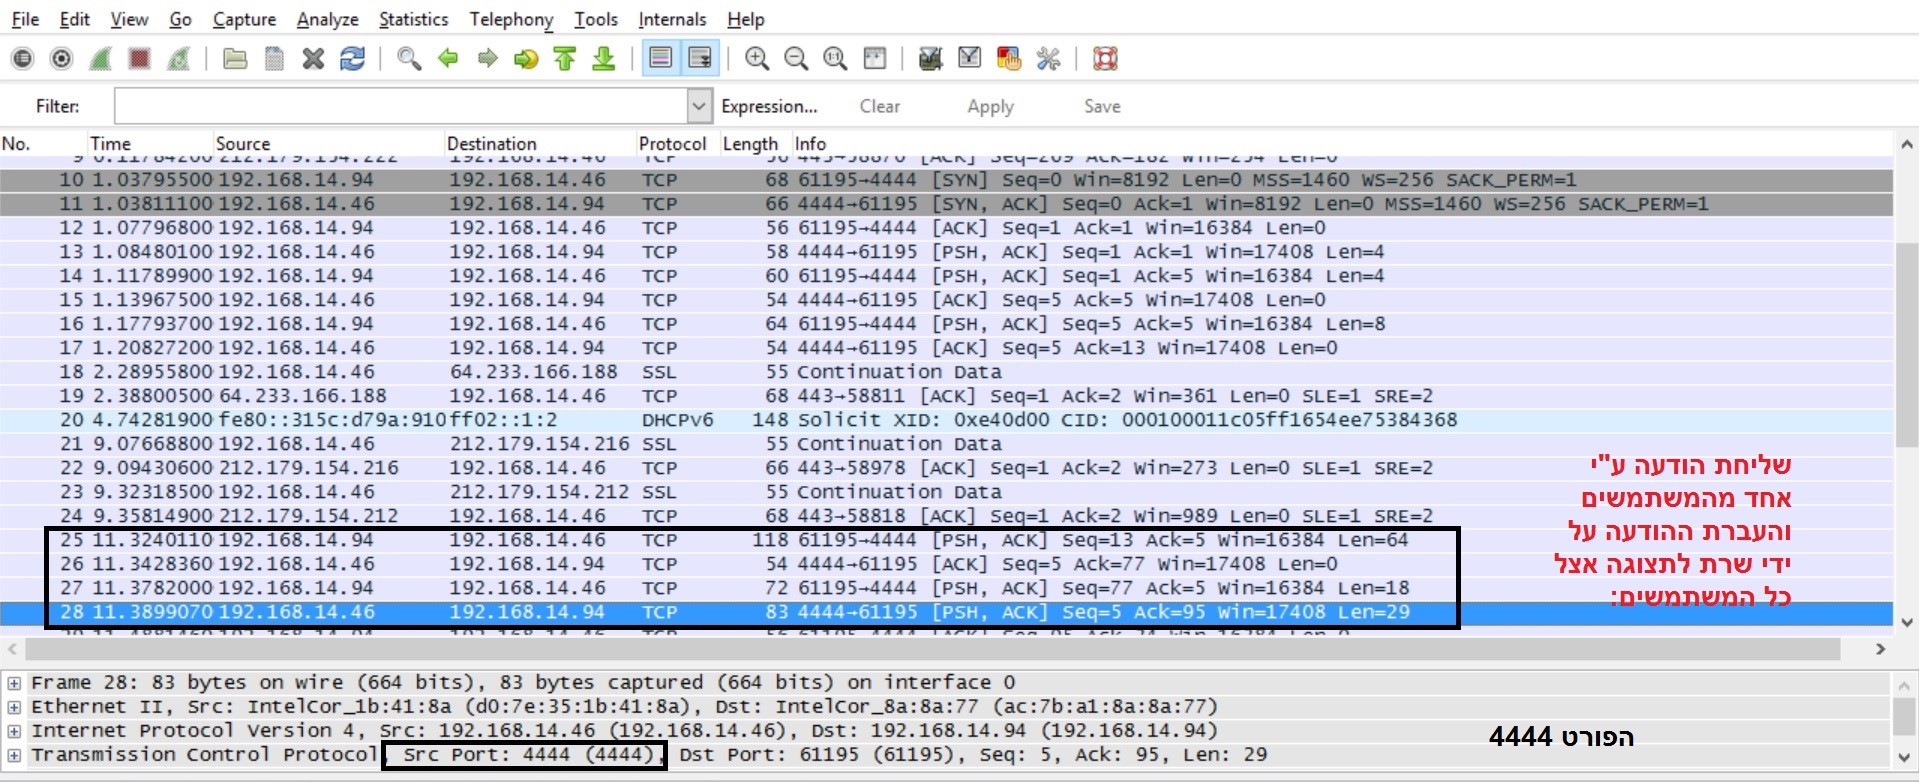 File Edit View Go Capture Analyze Statistics Telephony Tools Internals Help
Filter: Expression... Clear Apply Save
No. Time Source Destination Protocol Length Info
10 1.03795500 192.168.14.94 192.168.14.46 TCP 68 61195→4444 [SYN] Seq=0 Win=8192 Len=0 MSS=1460 WS=256 SACK_PERM=1
11 1.03811100 192.168.14.46 192.168.14.94 TCP 66 4444→61195 [SYN, ACK] Seq=0 Ack=1 Win=8192 Len=0 MSS=1460 WS=256 SACK_PERM=1
12 1.07796800 192.168.14.94 192.168.14.46 TCP 56 61195→4444 [ACK] Seq=1 Ack=1 Win=16384 Len=0
13 1.08480100 192.168.14.46 192.168.14.94 TCP 58 4444→61195 [PSH, ACK] Seq=1 Ack=1 Win=17408 Len=4
14 1.11789900 192.168.14.94 192.168.14.46 TCP 60 61195→4444 [PSH, ACK] Seq=1 Ack=5 Win=16384 Len=4
15 1.13967500 192.168.14.46 192.168.14.94 TCP 54 4444→61195 [ACK] Seq=5 Ack=5 Win=17408 Len=0
16 1.17793700 192.168.14.94 192.168.14.46 TCP 64 61195→4444 [PSH, ACK] Seq=5 Ack=5 Win=16384 Len=8
17 1.20827200 192.168.14.46 192.168.14.94 TCP 54 4444→61195 [ACK] Seq=5 Ack=13 Win=17408 Len=0
18 2.28955800 192.168.14.46 64.233.166.188 SSL 55 Continuation Data
19 2.38800500 64.233.166.188 192.168.14.46 TCP 68 443→58811 [ACK] Seq=1 Ack=2 Win=361 Len=0 SLE=1 SRE=2
20 4.74281900 fe80::315c:d79a:910 ff02::1:2 DHCPv6 148 Solicit XID: 0xe40d00 CID: 000100011c05ff1654ee75384368
21 9.07668800 192.168.14.46 212.179.154.216 SSL 55 Continuation Data
22 9.09430600 212.179.154.216 192.168.14.46 TCP 66 443→58978 [ACK] Seq=1 Ack=2 Win=273 Len=0 SLE=1 SRE=2
23 9.32318500 192.168.14.46 212.179.154.212 SSL 55 Continuation Data
24 9.35814900 212.179.154.212 192.168.14.46 TCP 68 443→58818 [ACK] Seq=1 Ack=2 Win=989 Len=0 SLE=1 SRE=2
25 11.3240110 192.168.14.94 192.168.14.46 TCP 118 61195→4444 [PSH, ACK] Seq=13 Ack=5 Win=16384 Len=64
26 11.3428360 192.168.14.46 192.168.14.94 TCP 54 4444→61195 [ACK] Seq=5 Ack=77 Win=17408 Len=0
27 11.3782000 192.168.14.94 192.168.14.46 TCP 72 61195→4444 [PSH, ACK] Seq=77 Ack=5 Win=16384 Len=18
28 11.3899070 192.168.14.46 192.168.14.94 TCP 83 4444→61195 [PSH, ACK] Seq=5 Ack=95 Win=17408 Len=29
שליחת הודעה ע"י
אחד מהמשתמשים
והעברת ההודעה על
ידי שרת לתצוגה אצל
כל המשתמשים:
Frame 28: 83 bytes on wire (664 bits), 83 bytes captured (664 bits) on interface 0
Ethernet II, Src: IntelCor_1b:41:8a (d0:7e:35:1b:41:8a), Dst: IntelCor_8a:8a:77 (ac:7b:a1:8a:8a:77)
Internet Protocol Version 4, Src: 192.168.14.46 (192.168.14.46), Dst: 192.168.14.94 (192.168.14.94)
Transmission Control Protocol, Src Port: 4444 (4444), Dst Port: 61195 (61195), Seq: 5, Ack: 95, Len: 29
הפורט 4444